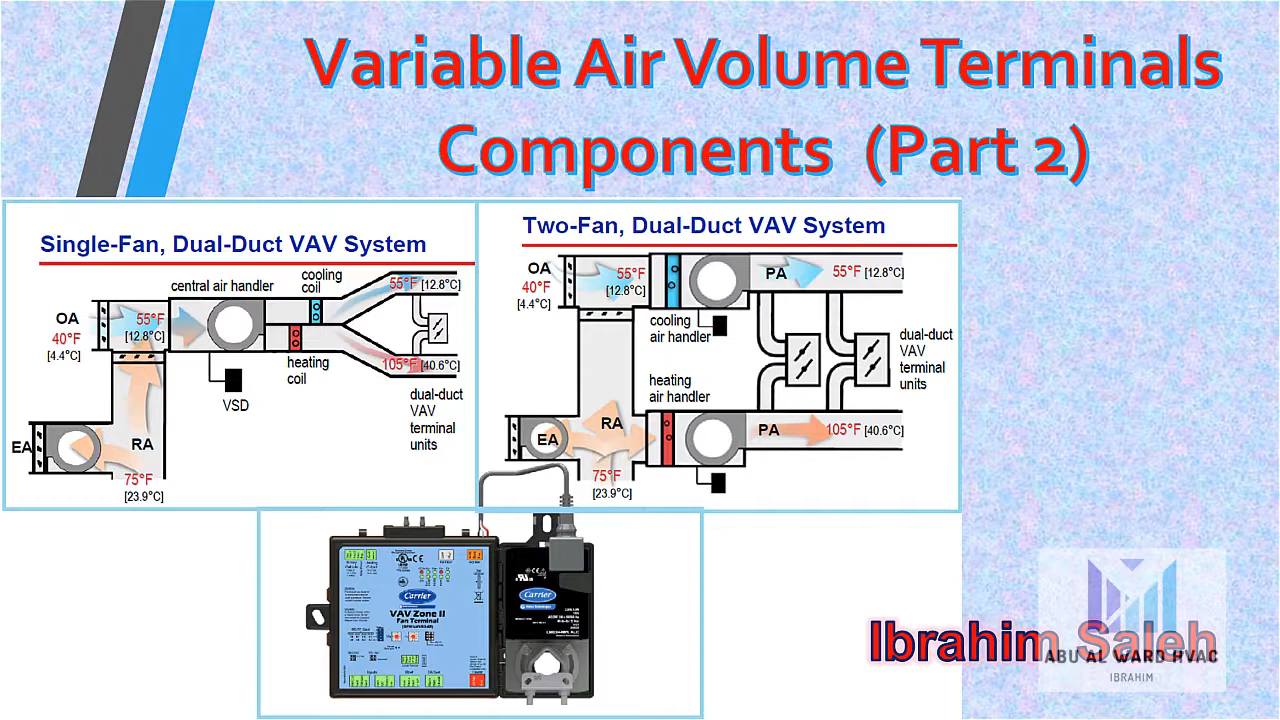 Variable Air Volume Terminals
Components (Part 2)
Single-Fan, Dual-Duct VAV System
central air handler
cooling
coil
55°F [12.8°C]
OA
40°F
[4.4°C]
55°F
[12.8°C]
heating
coil
105°F [40.6°C]
VSD
dual-duct
VAV
terminal
units
EA
RA
75°F
[23.9°C]
Two-Fan, Dual-Duct VAV System
OA
40°F
[4.4°C]
55°F
[12.8°C]
PA
55°F [12.8°C]
cooling
air handler
dual-duct
VAV
terminal
units
heating
air handler
EA
RA
PA
105°F [40.6°C]
75°F
[23.9°C]
Carrier
VAV Zone II
Fan Terminal
Inputs
Carrier
Ibrahim Saleh
ABU AL WARD HVAC
IBRAHIM